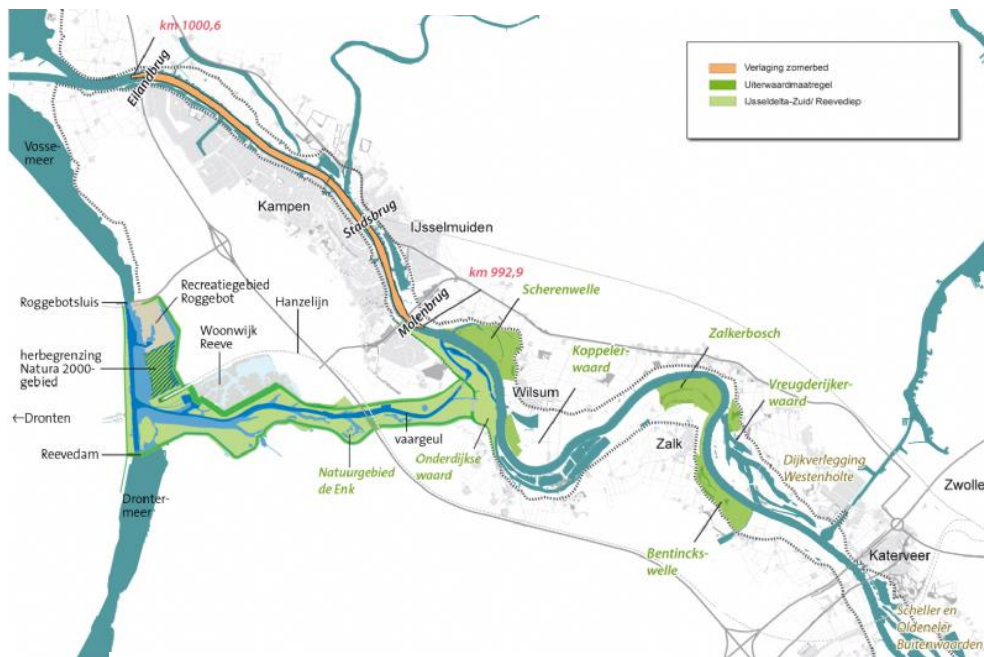 km 1000,6
Eilandbrug
Verlaging zomerbed
Uiterwaardmaatregel
IJsseldelta-Zuid/ Reevediep
Vosse-
meer
Kampen
Stadsbrug
IJsselmuiden
km 992,9
Roggebotsluis
Recreatiegebied
Roggebot
Hanzelijn
Molenbrug
Scherenwelle
Woonwijk
Reeve
Zalkerbosch
herbegrenzing
Natura 2000-
gebied
Koppeler-
waard
Vreugderijker-
waard
Wilsum
←Dronten
vaargeul
Zalk
Reevedam
Natuurgebied
de Enk
Onderdijkse
waard
Dijkverlegging
Westenholte
Zwolle
Dronter-
meer
Bentincks-
welle
Katerveer
Scheller en
Oldeneler
Buitenwaarden